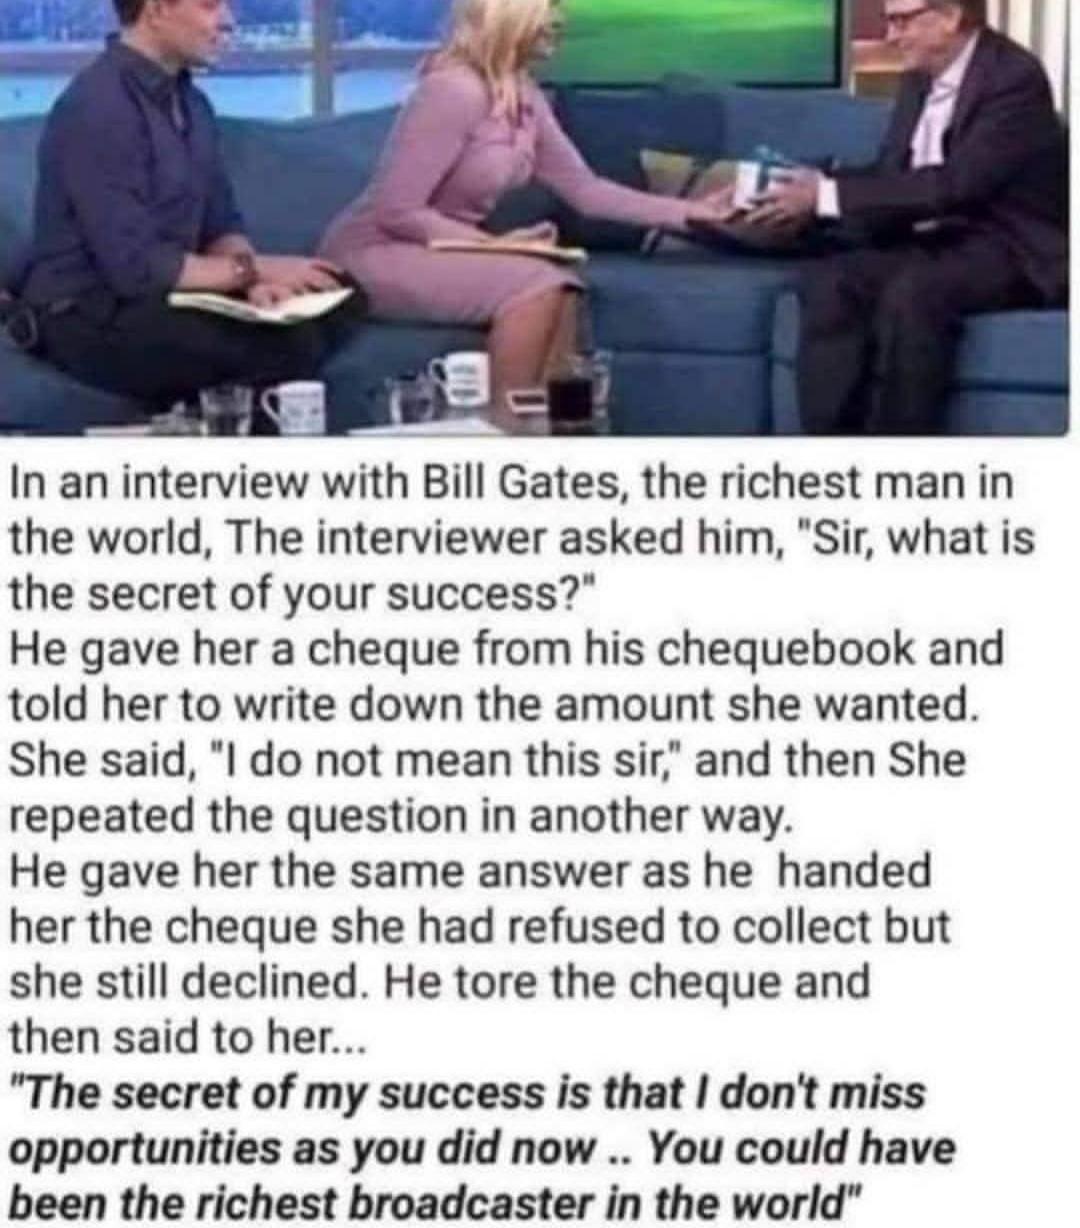 In an interview with Bill Gates, the richest man in
the world, The interviewer asked him, "Sir, what is
the secret of your success?"
He gave her a cheque from his chequebook and
told her to write down the amount she wanted.
She said, "I do not mean this sir," and then She
repeated the question in another way.
He gave her the same answer as he  handed
her the cheque she had refused to collect but
she still declined. He tore the cheque and
then said to her...
"The secret of my success is that I don't miss
opportunities as you did now .. You could have
been the richest broadcaster in the world"